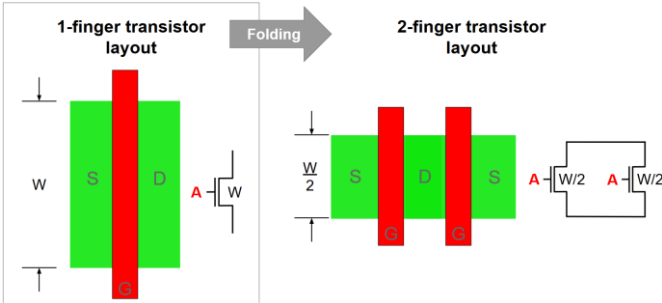 1-finger transistor
layout
Folding
2-finger transistor
layout
W
S
D
G
A
W
W
2
S
D
S
G
G
A
W/2
A
W/2